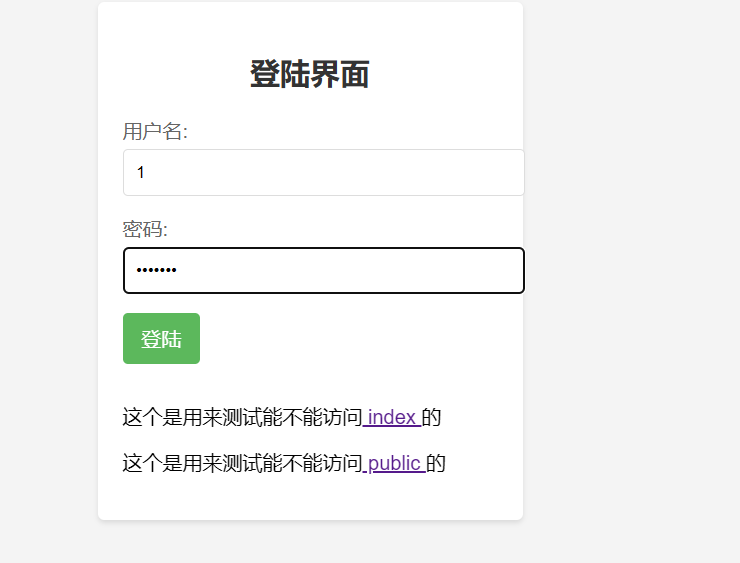 登陆界面
用户名:
1
密码:
•••••••
登陆
这个是用来测试能不能访问 index 的
这个是用来测试能不能访问 public 的